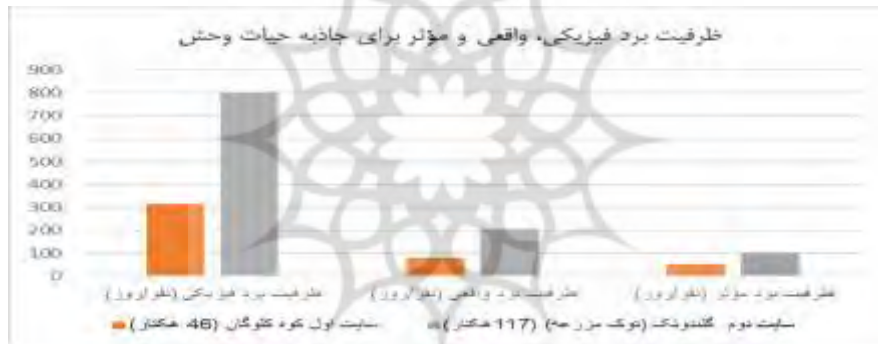 ظرفیت برد فیزیکی، واقعی و مؤثر برای جاذبه حیات وحش
900
800
700
600
500
400
300
200
100
0
ظرفیت برد فیزیکی (نفر/روز)
ظرفیت برد واقعی (نفر/روز)
ظرفیت برد مؤثر (نفر/روز)
سایت اول کوه کلوگان (46 هکتار)
سایت دوم گلندوئک (توک مزرعه) (117 هکتار)